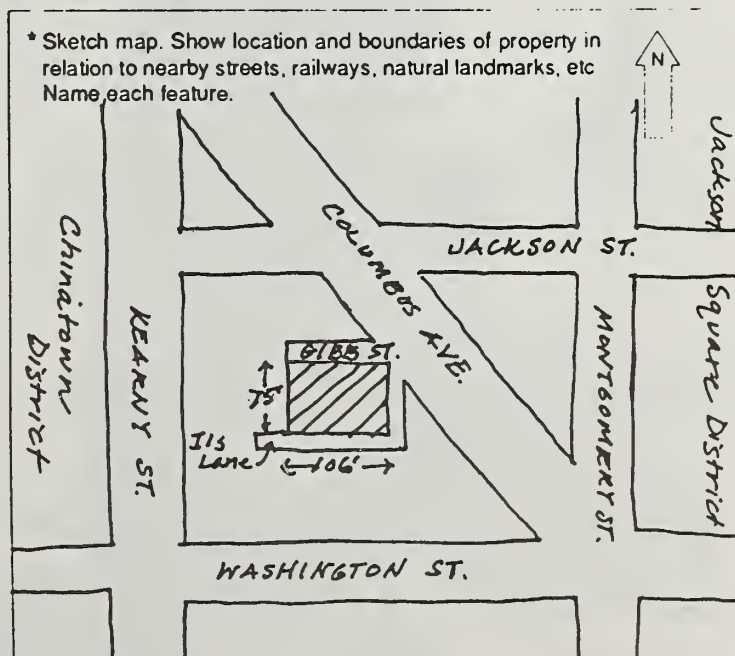 * Sketch map. Show location and boundaries of property in
relation to nearby streets, railways, natural landmarks, etc
Name each feature.
N
Jackson
Square District
COLUMBUS AVE.
JACKSON ST.
Chinatown
District
KEARNY ST.
MONTGOMERY ST.
GIBB ST.
75'
Ils
Lane
106'
WASHINGTON ST.